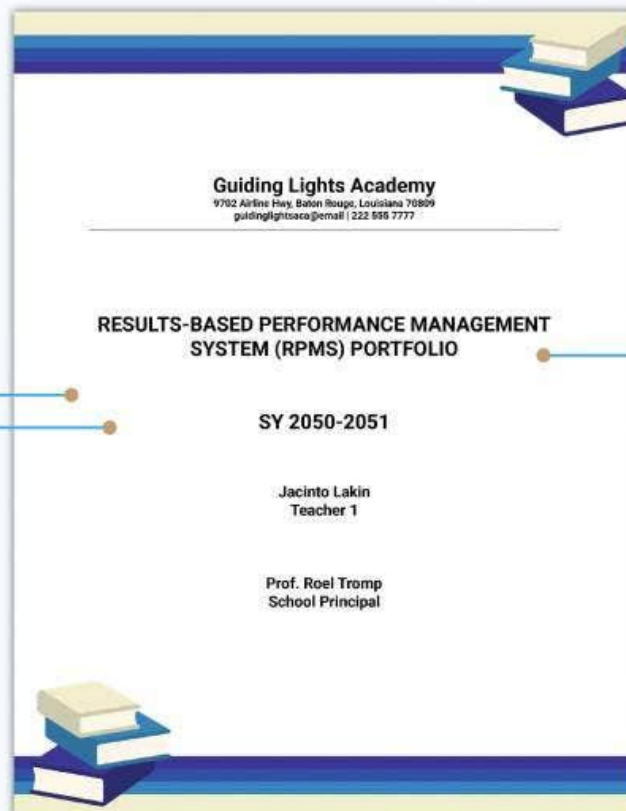 Guiding Lights Academy
9702 Airline Hwy, Baton Rouge, Louisiana 70809
guidinglightsaca@email | 222 555 7777
RESULTS-BASED PERFORMANCE MANAGEMENT
SYSTEM (RPMS) PORTFOLIO
SY 2050-2051
Jacinto Lakin
Teacher 1
Prof. Roel Tromp
School Principal